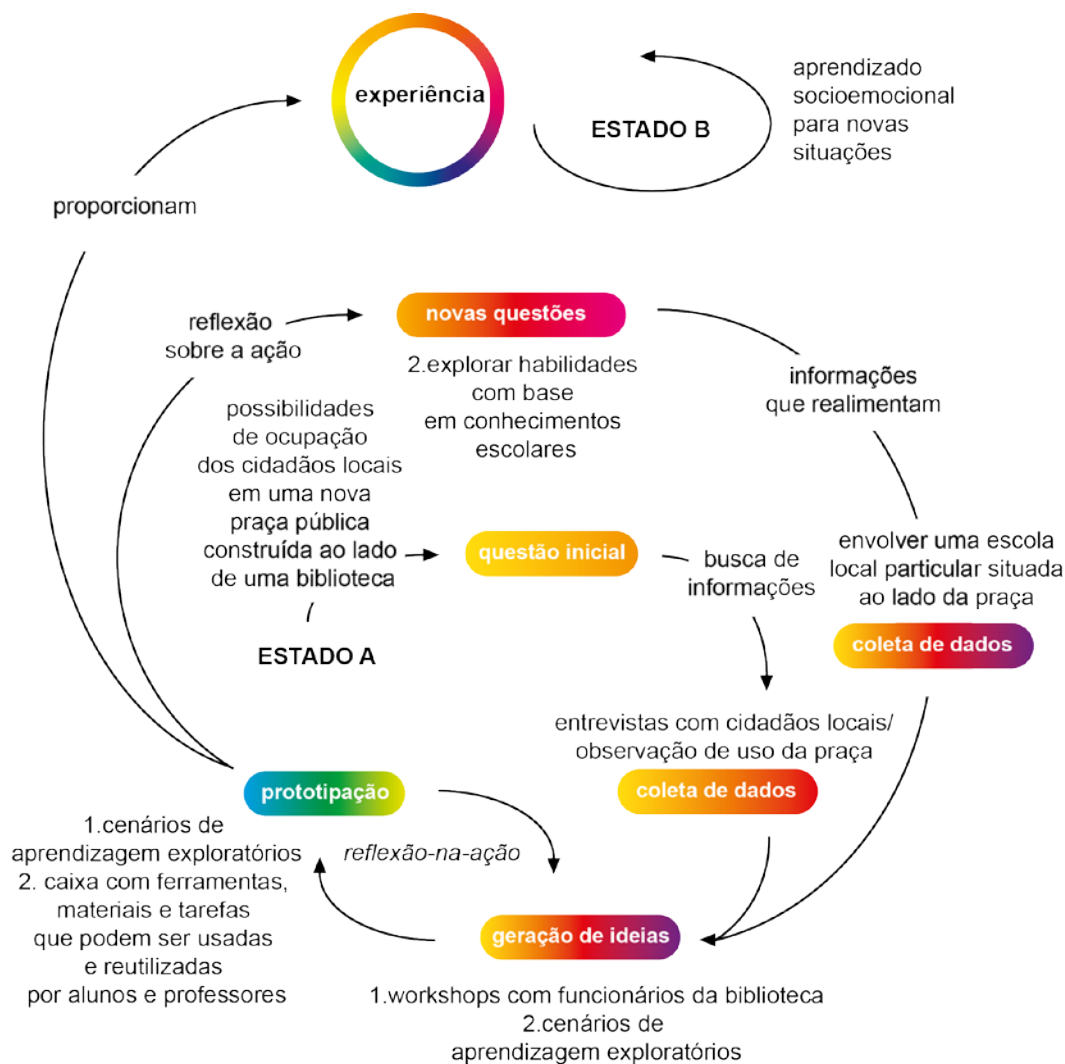 experiência
ESTADO B
aprendizado
socioemocional
para novas
situações
proporcionam
reflexão
sobre a ação
novas questões
2.explorar habilidades
com base
em conhecimentos
escolares
informações
que realimentam
possibilidades
de ocupação
dos cidadãos locais
em uma nova
praça pública
construída ao lado
de uma biblioteca
ESTADO A
questão inicial
busca de
informações
envolver uma escola
local particular situada
ao lado da praça
coleta de dados
entrevistas com cidadãos locais/
observação de uso da praça
coleta de dados
prototipação
1.cenários de
aprendizagem exploratórios
2. caixa com ferramentas,
materiais e tarefas
que podem ser usadas
e reutilizadas
por alunos e professores
reflexão-na-ação
geração de ideias
1.workshops com funcionários da biblioteca
2.cenários de
aprendizagem exploratórios